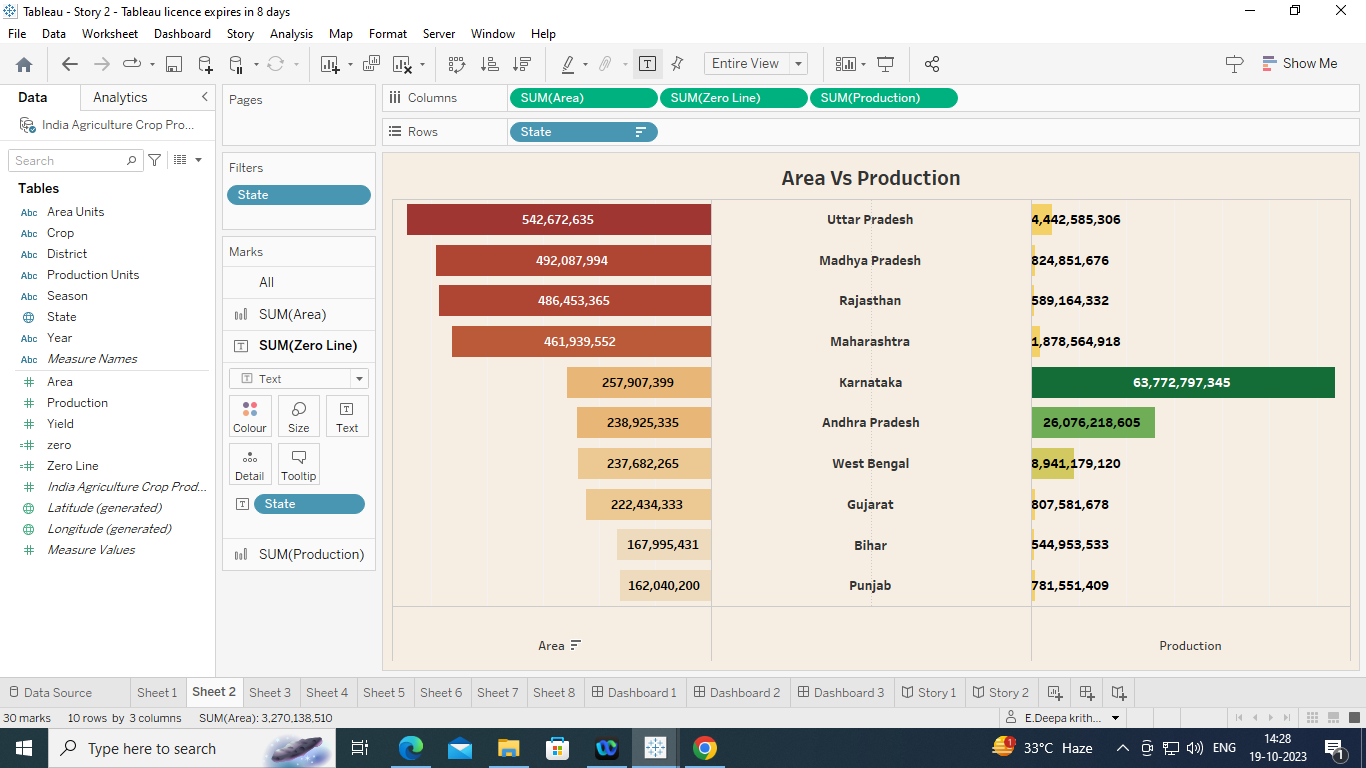 Tableau - Story 2 - Tableau licence expires in 8 days
File Data Worksheet Dashboard Story Analysis Map Format Server Window Help
Entire View
Show Me
Data Analytics
India Agriculture Crop Pro...
Search
Tables
Abc Area Units
Abc Crop
Abc District
Abc Production Units
Abc Season
State
Abc Year
Abc Measure Names
# Area
# Production
# Yield
=# zero
=# Zero Line
# India Agriculture Crop Prod...
Latitude (generated)
Longitude (generated)
# Measure Values
Pages
Filters
State
Marks
All
SUM(Area)
T SUM(Zero Line)
T Text
Colour Size Text
Detail Tooltip
T State
SUM(Production)
Columns SUM(Area) SUM(Zero Line) SUM(Production)
Rows State
Area Vs Production
542,672,635 Uttar Pradesh 4,442,585,306
492,087,994 Madhya Pradesh 824,851,676
486,453,365 Rajasthan 589,164,332
461,939,552 Maharashtra 1,878,564,918
257,907,399 Karnataka 63,772,797,345
238,925,335 Andhra Pradesh 26,076,218,605
237,682,265 West Bengal 8,941,179,120
222,434,333 Gujarat 807,581,678
167,995,431 Bihar 544,953,533
162,040,200 Punjab 781,551,409
Area Production
Data Source Sheet 1 Sheet 2 Sheet 3 Sheet 4 Sheet 5 Sheet 6 Sheet 7 Sheet 8 Dashboard 1 Dashboard 2 Dashboard 3 Story 1 Story 2
30 marks 10 rows by 3 columns SUM(Area): 3,270,138,510 E.Deepa krith...
Type here to search 1 33°C Haze ENG 14:28
19-10-2023 1